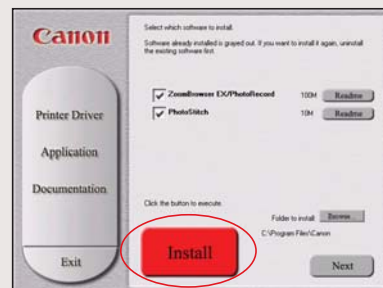 Canon
Select which software to install.
Software already installed is grayed out. If you want to install it again, uninstall
the existing software first.
ZoomBrowser EX/PhotoRecord 100M Readme
PhotoStitch 10M Readme
Printer Driver
Application
Documentation
Exit
Click the button to execute.
Install
Folder to install: Browse...
C:\Program Files\Canon
Next